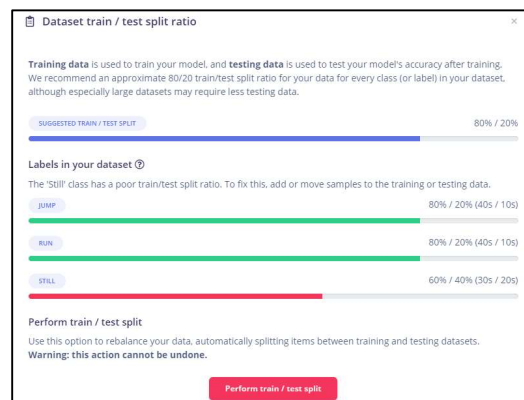 Dataset train / test split ratio
Training data is used to train your model, and testing data is used to test your model's accuracy after training.
We recommend an approximate 80/20 train/test split ratio for your data for every class (or label) in your dataset,
although especially large datasets may require less testing data.
SUGGESTED TRAIN / TEST SPLIT 80% / 20%
Labels in your dataset ?
The 'Still' class has a poor train/test split ratio. To fix this, add or move samples to the training or testing data.
JUMP 80% / 20% (40s / 10s)
RUN 80% / 20% (40s / 10s)
STILL 60% / 40% (30s / 20s)
Perform train / test split
Use this option to rebalance your data, automatically splitting items between training and testing datasets.
Warning: this action cannot be undone.
Perform train / test split